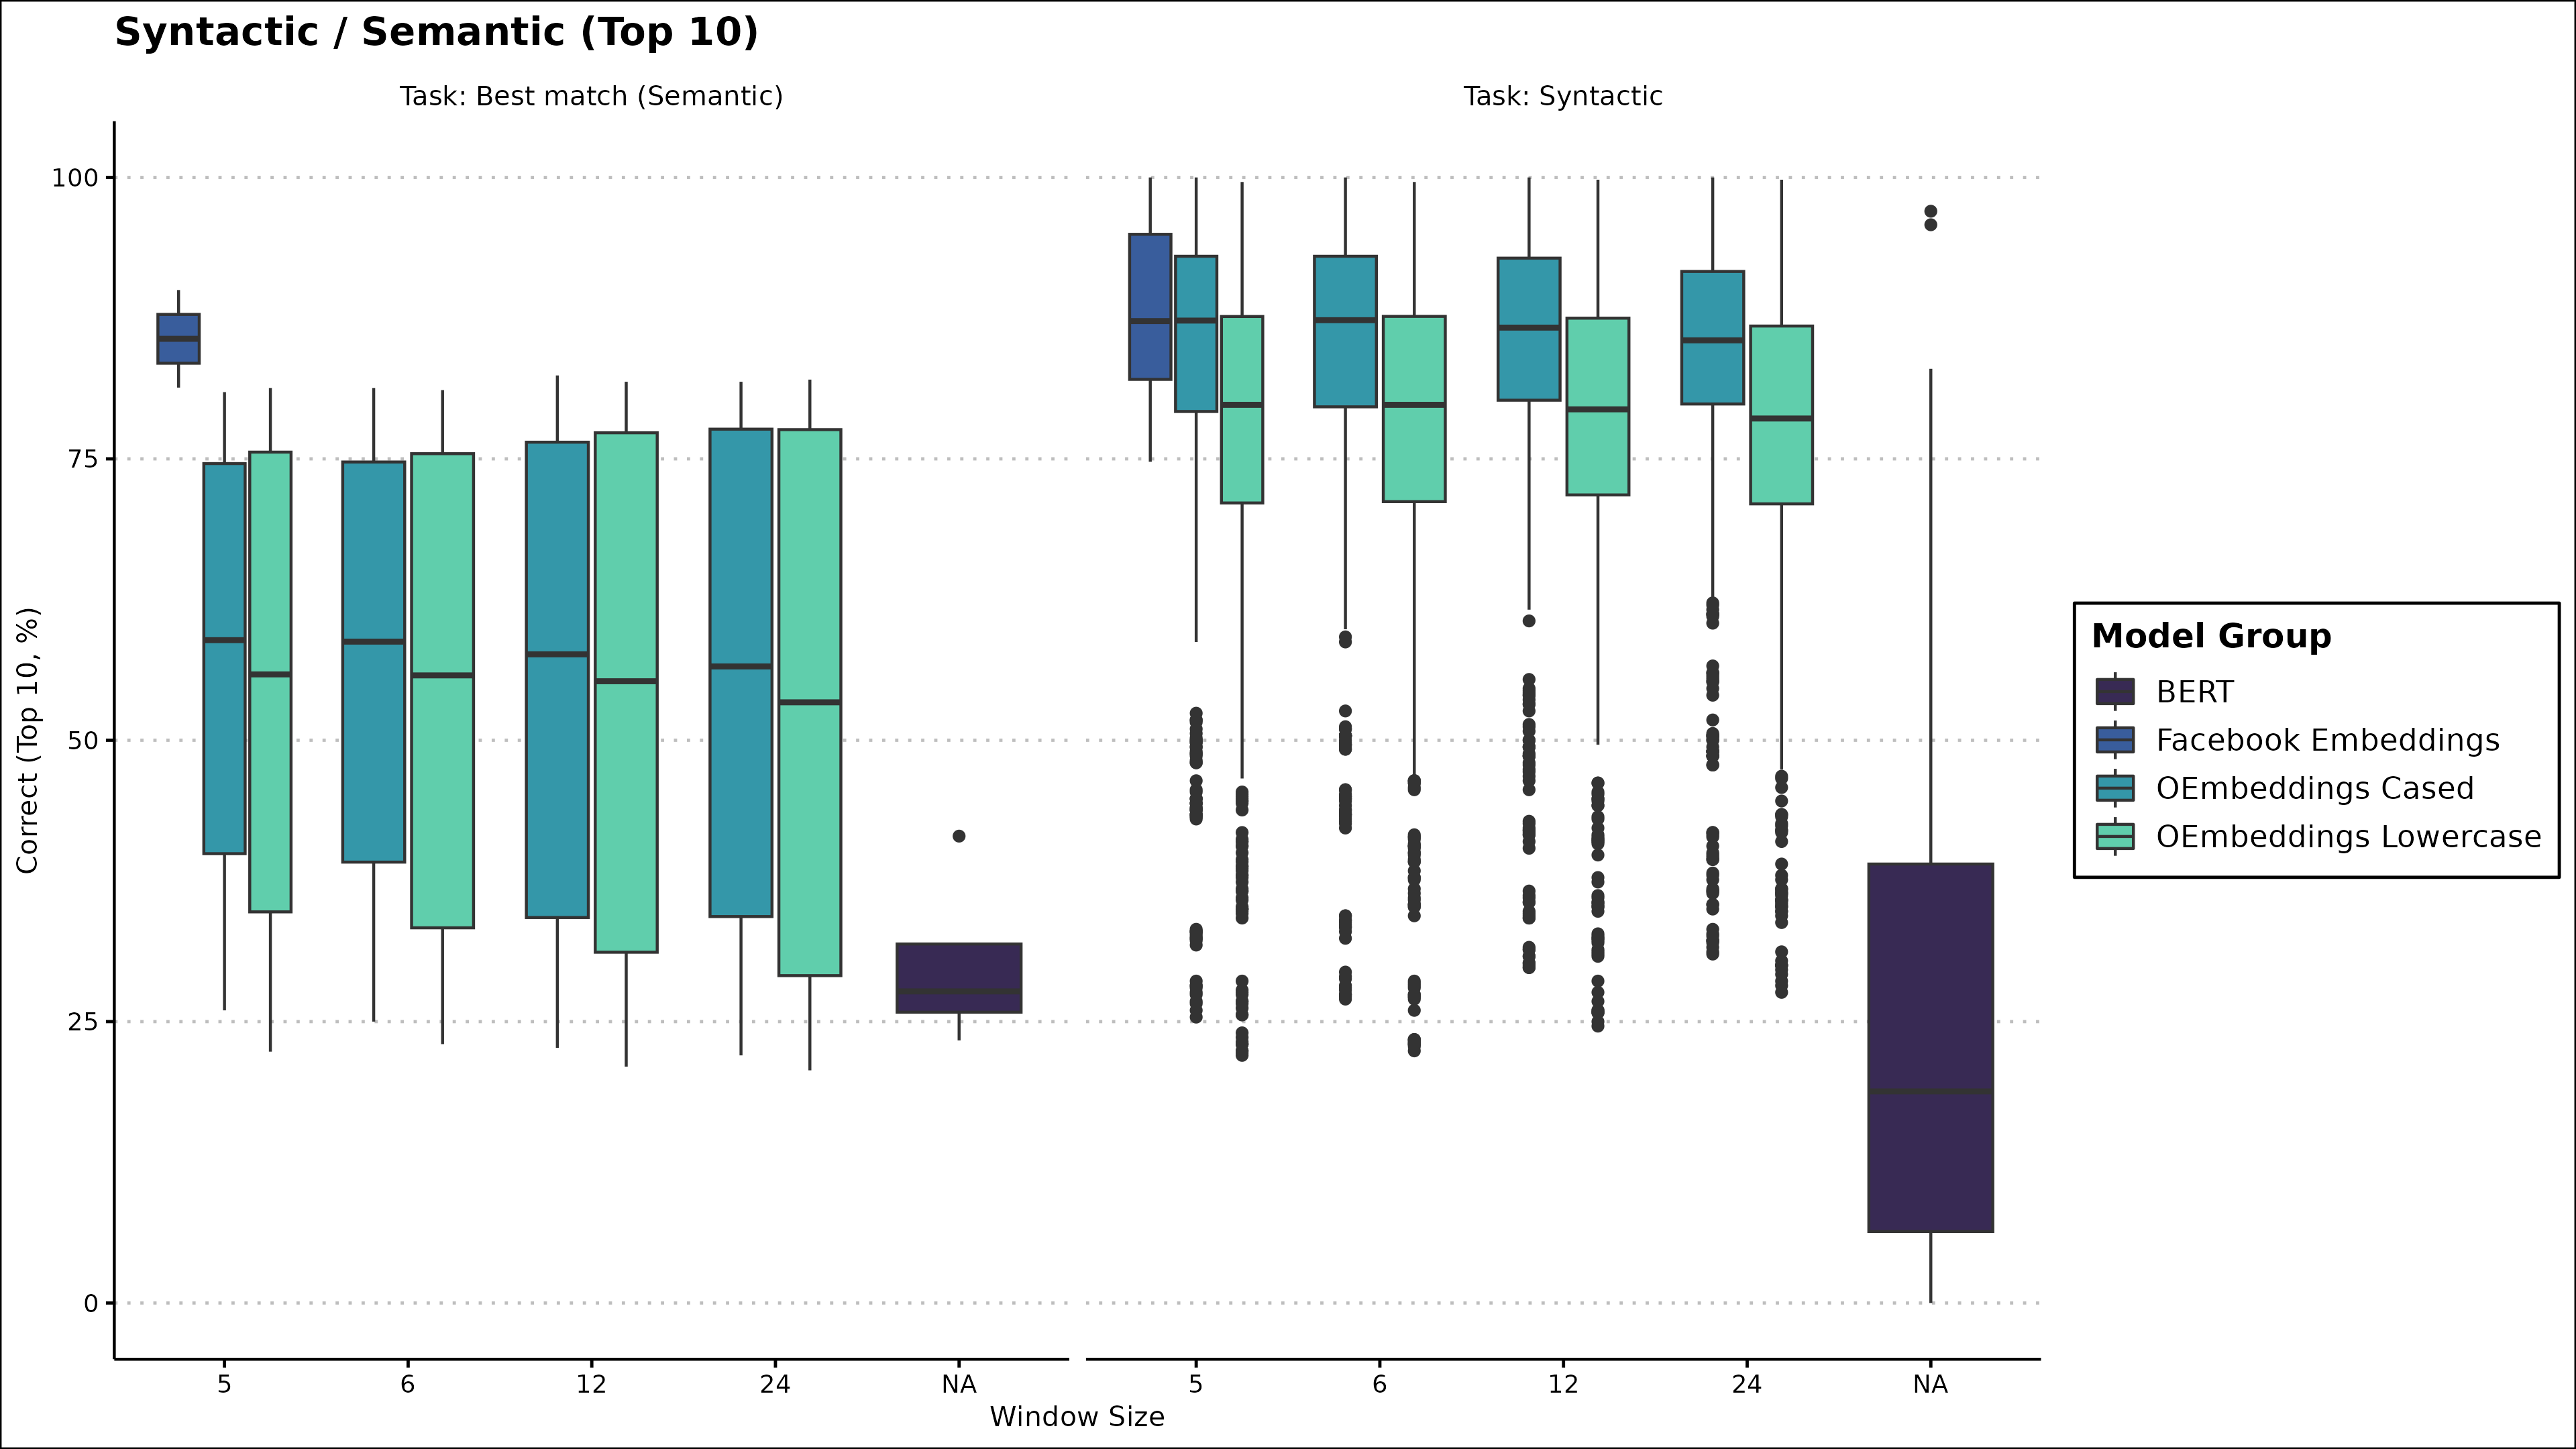 Syntactic / Semantic (Top 10)
Task: Best match (Semantic)
Task: Syntactic
Correct (Top 10, %)
100
75
50
25
0
5
6
12
24
NA
5
6
12
24
NA
Window Size
Model Group
BERT
Facebook Embeddings
OEmbeddings Cased
OEmbeddings Lowercase